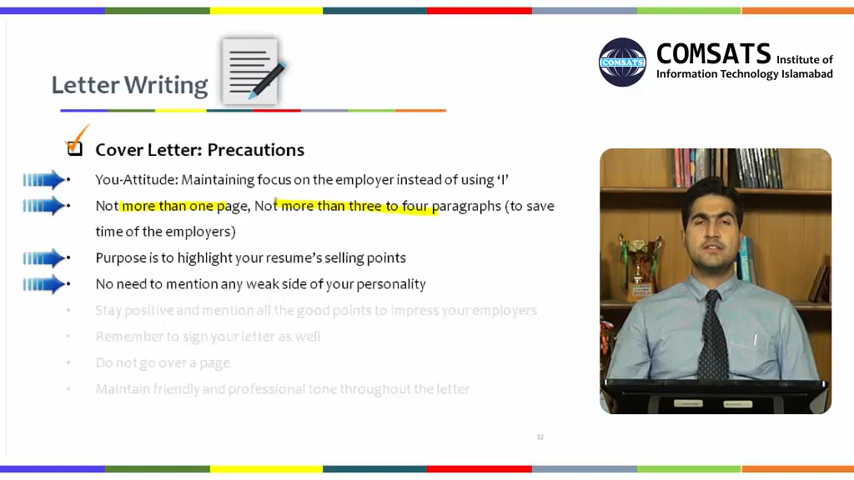 COMSATS
COMSATS Institute of
Information Technology Islamabad
Letter Writing
Cover Letter: Precautions
• You-Attitude: Maintaining focus on the employer instead of using ‘I’
• Not more than one page, Not more than three to four paragraphs (to save
time of the employers)
• Purpose is to highlight your resume’s selling points
• No need to mention any weak side of your personality
• Stay positive and mention all the good points to impress your employers
• Remember to sign your letter as well
• Do not go over a page
• Maintain friendly and professional tone throughout the letter
12